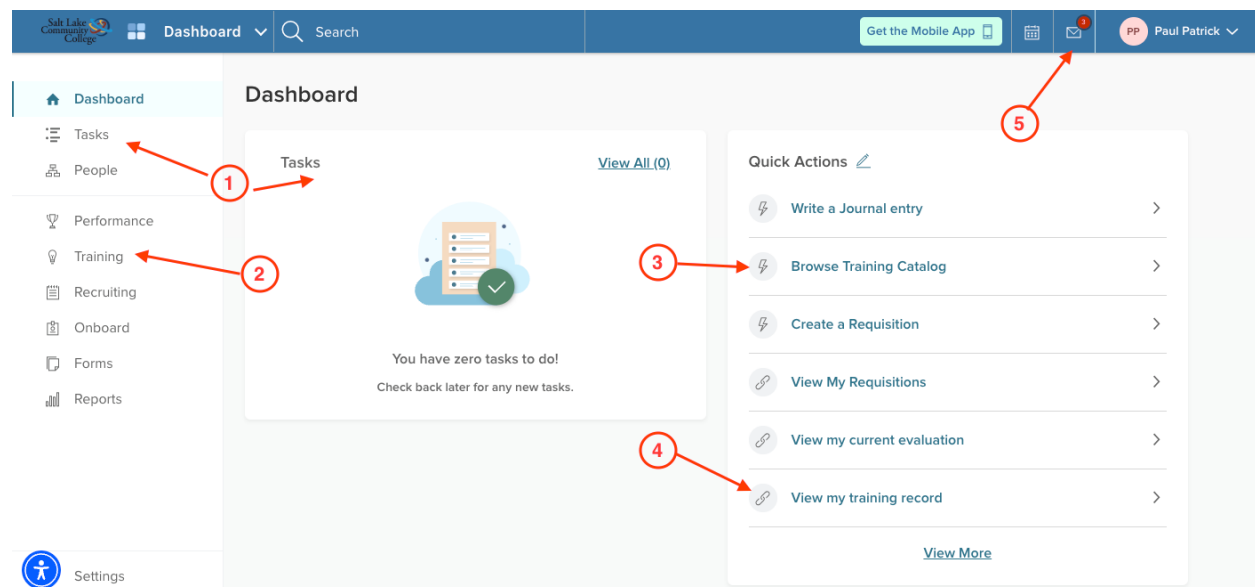 Salt Lake
Community
College
Dashboard
Search
Get the Mobile App
3
PP
Paul Patrick
Dashboard
Tasks
People
Performance
Training
Recruiting
Onboard
Forms
Reports
Settings
1
2
Dashboard
Tasks
View All (0)
You have zero tasks to do!
Check back later for any new tasks.
5
3
4
Quick Actions
Write a Journal entry
Browse Training Catalog
Create a Requisition
View My Requisitions
View my current evaluation
View my training record
View More